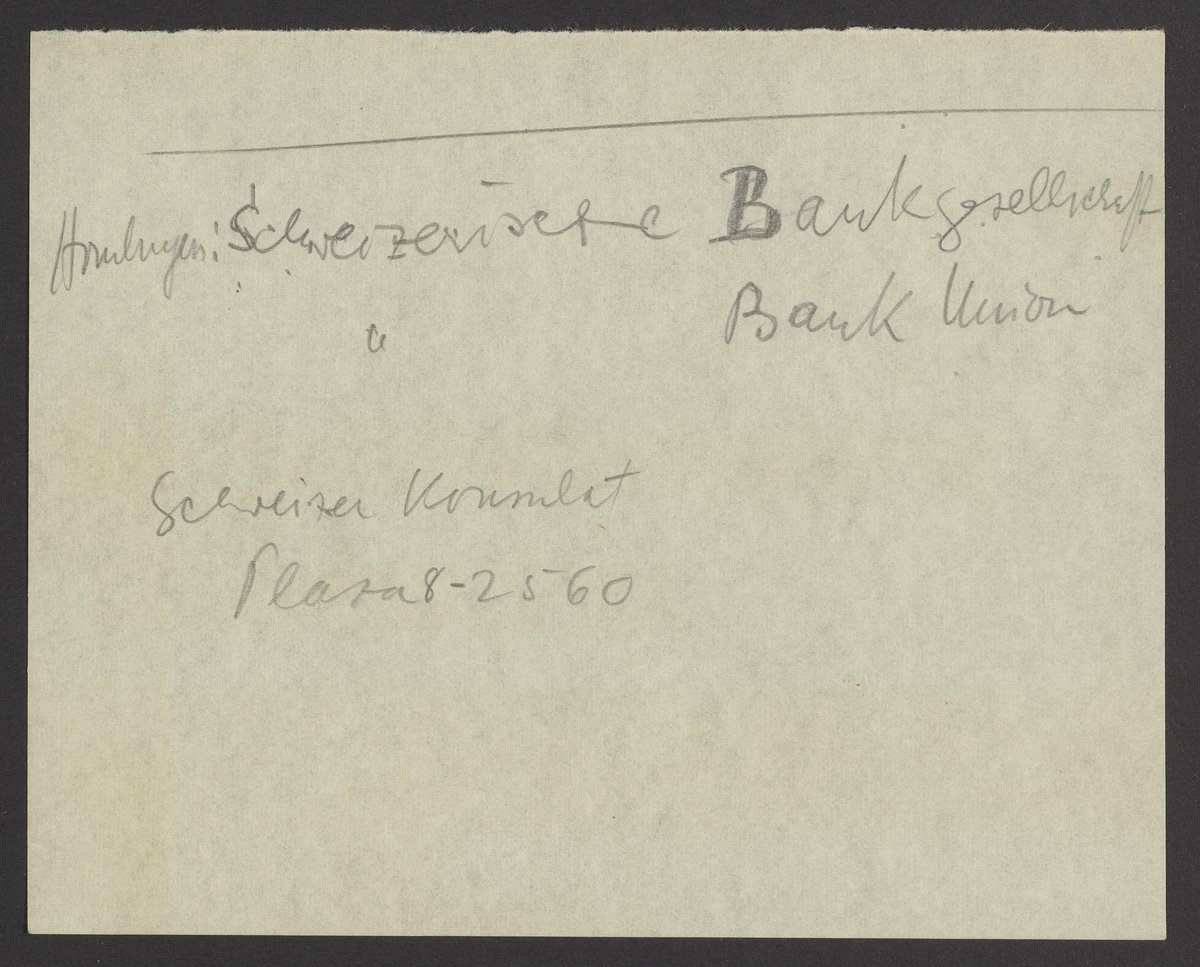 Schweizerische Bankgesellschaft
" Bank Union
Schweizer Konsulat
Plaza 8-2560